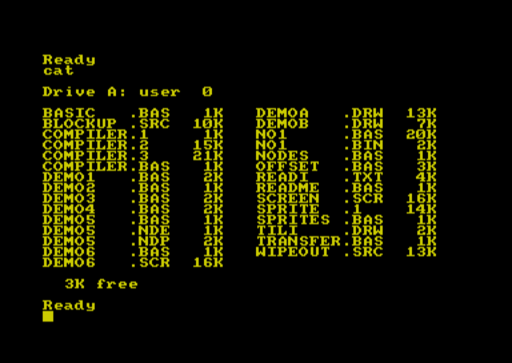 Ready
cat
Drive A: user  0
BASIC   .BAS   1K   DEMOA   .DRW  13K
BLOCKUP .SRC  10K   DEMOB   .DRW   7K
COMPILER.1     1K   NO1     .BAS  20K
COMPILER.2    15K   NO1     .BIN   2K
COMPILER.3    21K   NODES   .BAS   1K
COMPILER.BAS   1K   OFFSET  .BAS   3K
DEMO1   .BAS   2K   READI   .TXT   4K
DEMO2   .BAS   1K   README  .BAS   1K
DEMO3   .BAS   2K   SCREEN  .SCR  16K
DEMO4   .BAS   2K   SPRITE  .1    14K
DEMO5   .BAS   1K   SPRITES .BAS   1K
DEMO5   .NDE   1K   TILI    .DRW   2K
DEMO5   .NDP   2K   TRANSFER.BAS   1K
DEMO6   .BAS   1K   WIPEOUT .SRC  13K
DEMO6   .SCR  16K
3K free
Ready